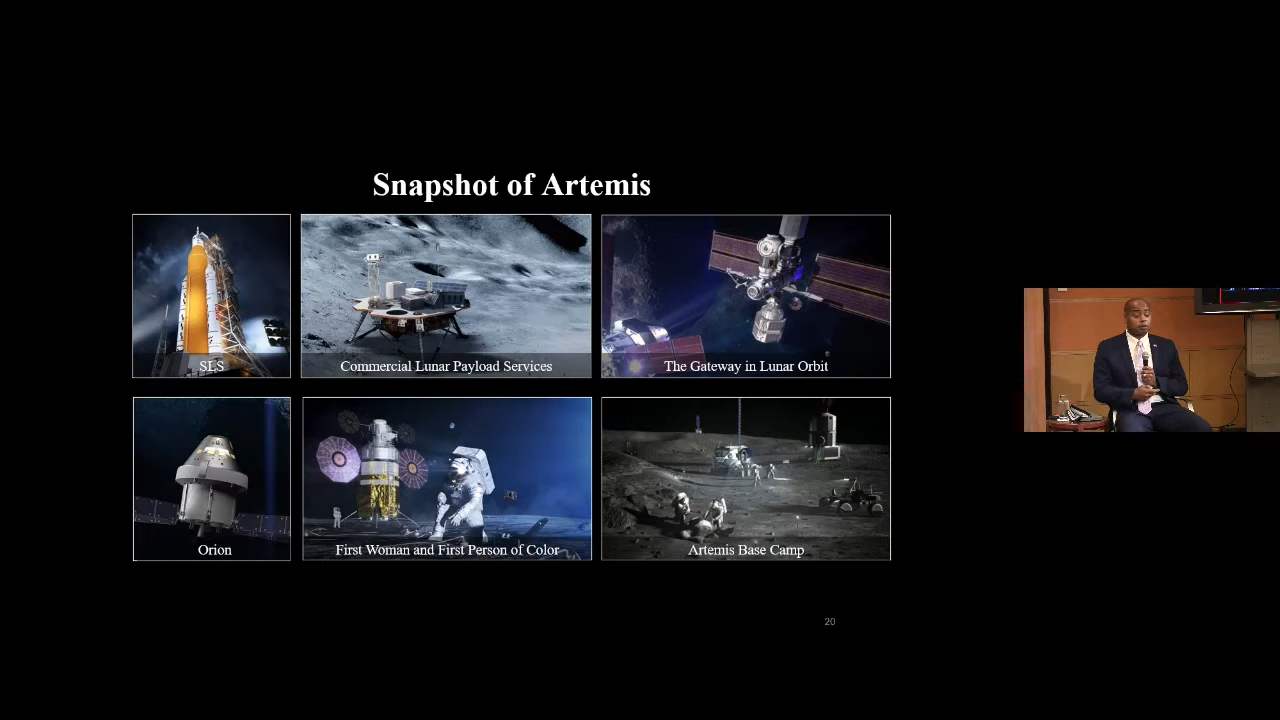 Snapshot of Artemis
SLS
Commercial Lunar Payload Services
The Gateway in Lunar Orbit
Orion
First Woman and First Person of Color
Artemis Base Camp
20